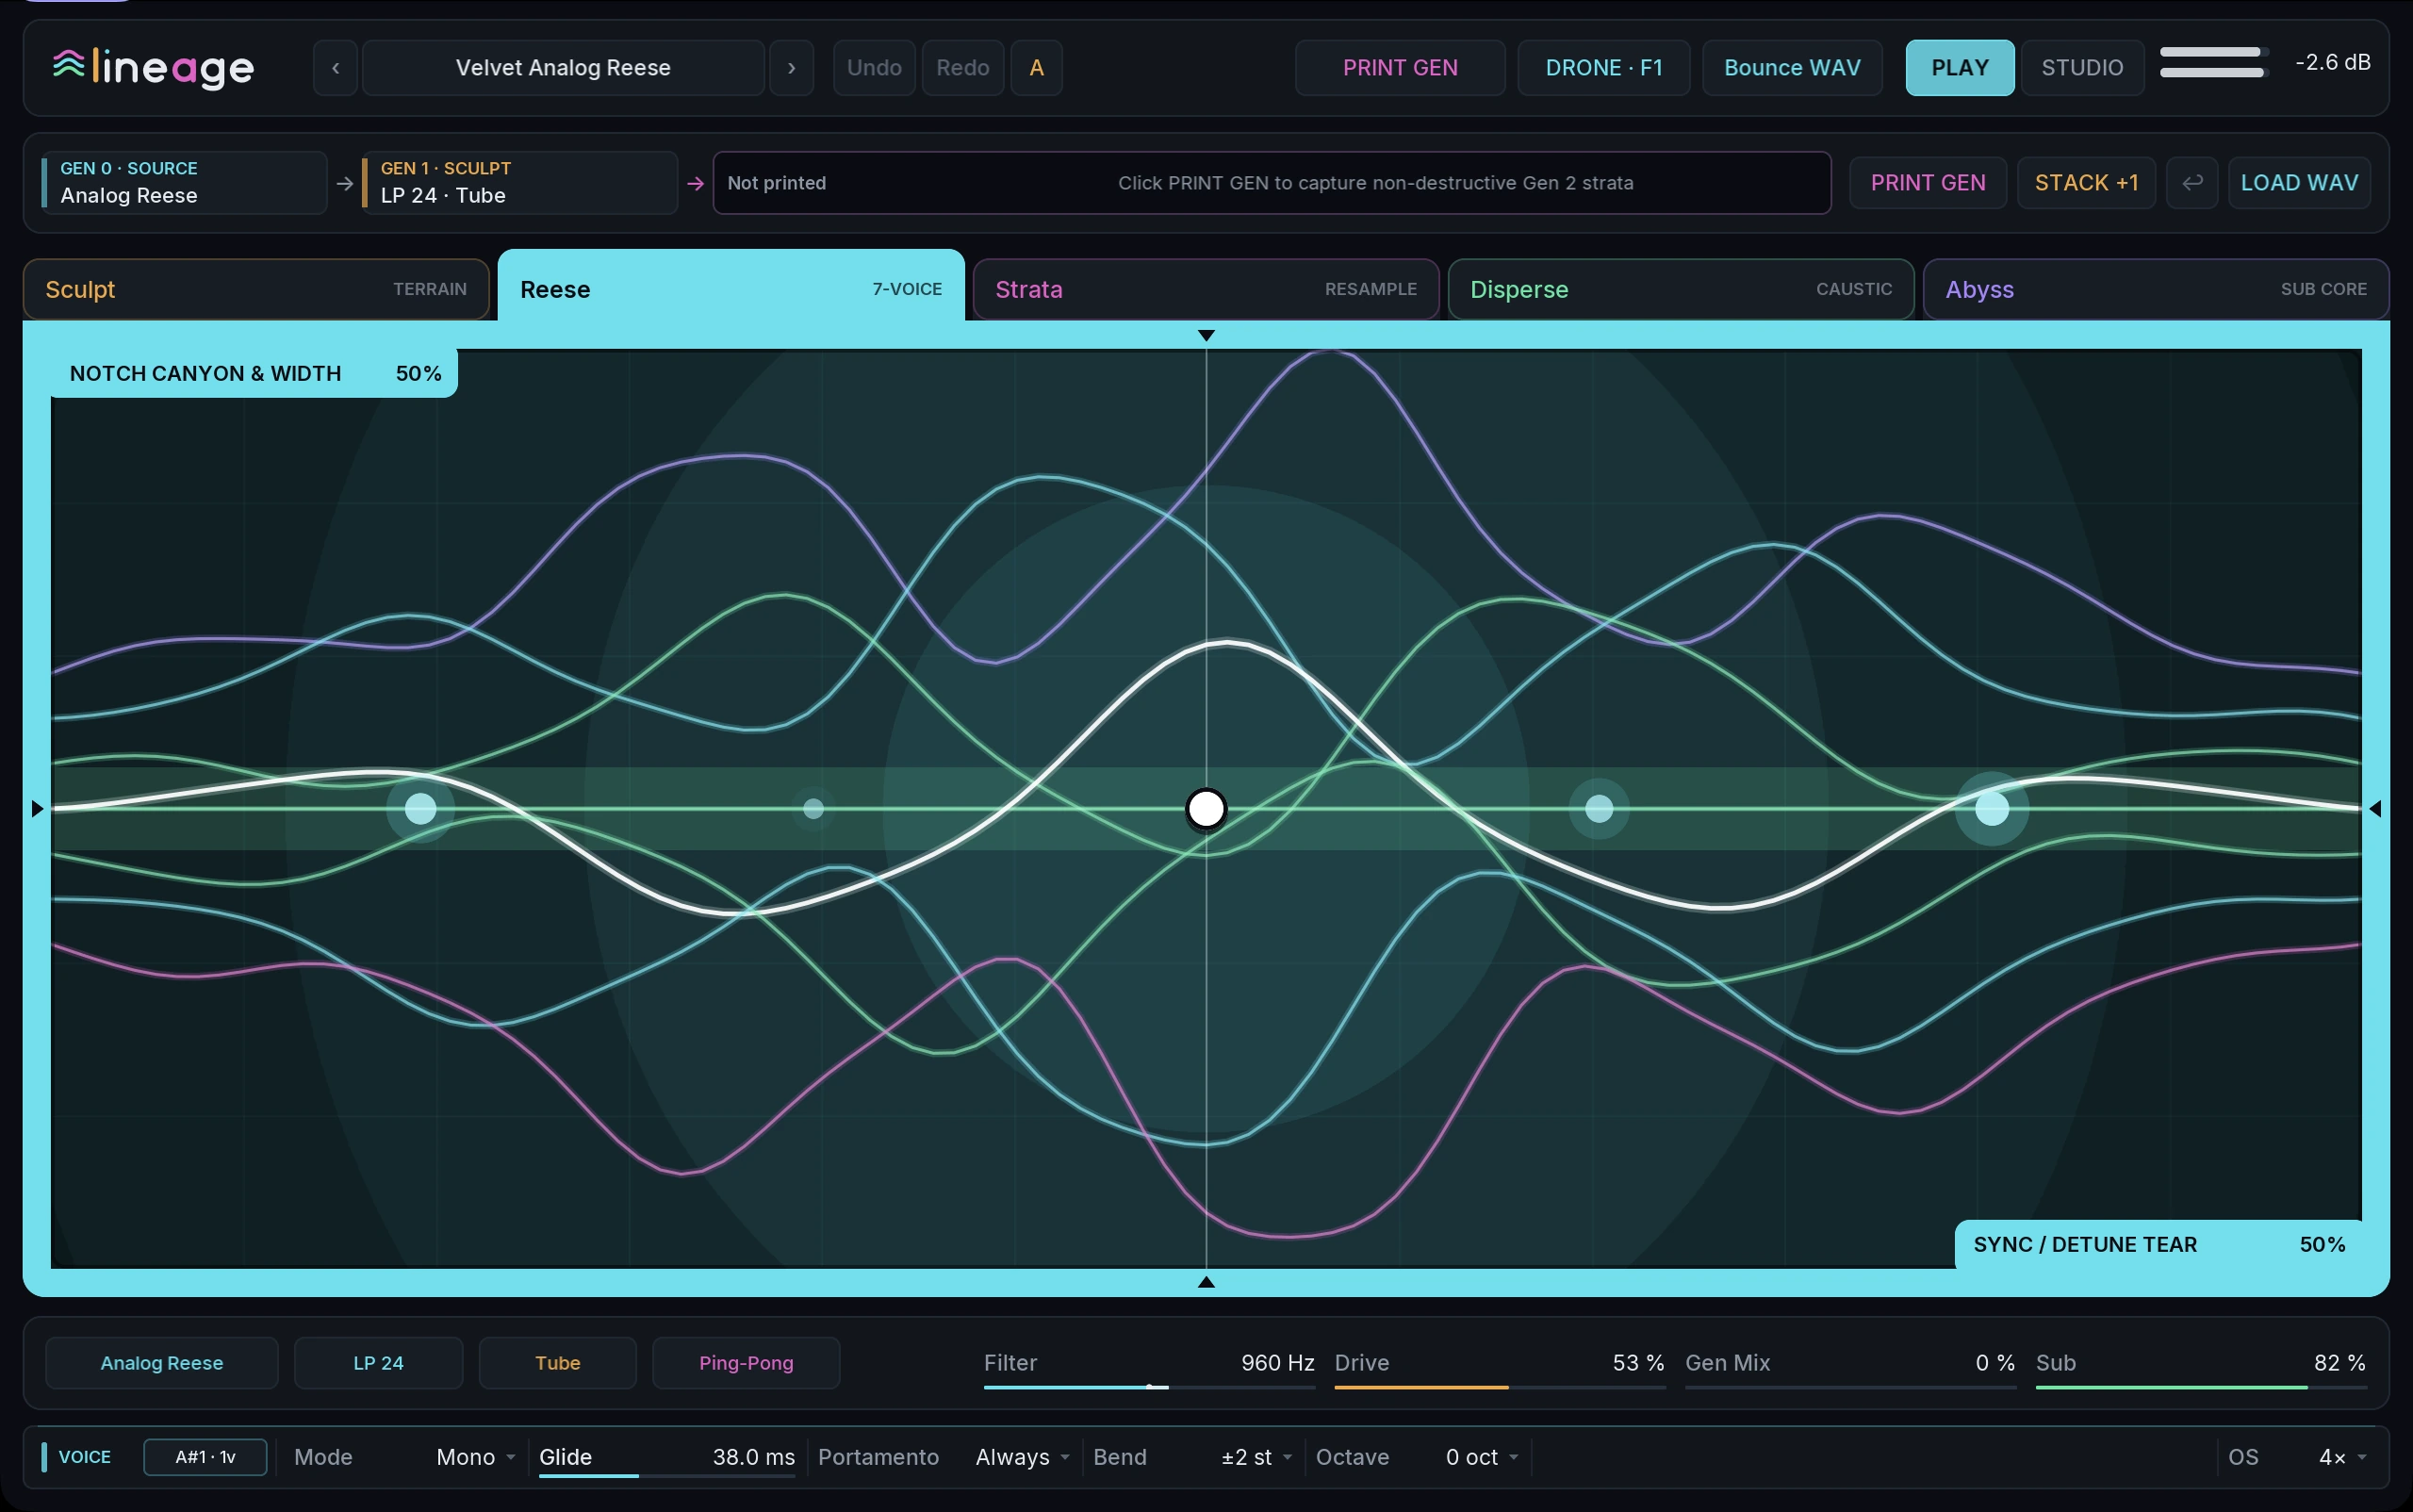 lineage
‹ Velvet Analog Reese › Undo Redo A PRINT GEN DRONE · F1 Bounce WAV PLAY STUDIO -2.6 dB
GEN 0 · SOURCE
Analog Reese
→
GEN 1 · SCULPT
LP 24 · Tube
→
Not printed Click PRINT GEN to capture non-destructive Gen 2 strata
PRINT GEN STACK +1 ↩ LOAD WAV
Sculpt TERRAIN
Reese 7-VOICE
Strata RESAMPLE
Disperse CAUSTIC
Abyss SUB CORE
NOTCH CANYON & WIDTH 50%
SYNC / DETUNE TEAR 50%
Analog Reese LP 24 Tube Ping-Pong Filter 960 Hz Drive 53 % Gen Mix 0 % Sub 82 %
VOICE A#1 · 1v Mode Mono Glide 38.0 ms Portamento Always Bend ±2 st Octave 0 oct OS 4×